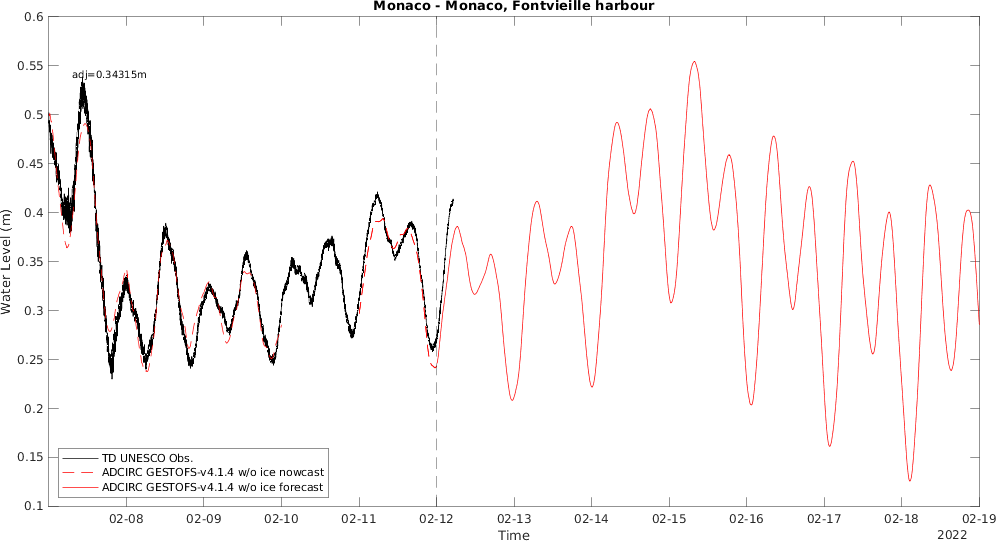 Monaco - Monaco, Fontvieille harbour
adj=0.34315m
Water Level (m)
0.6
0.55
0.5
0.45
0.4
0.35
0.3
0.25
0.2
0.15
0.1
TD UNESCO Obs.
ADCIRC GESTOFS-v4.1.4 w/o ice nowcast
ADCIRC GESTOFS-v4.1.4 w/o ice forecast
02-08 02-09 02-10 02-11 02-12 02-13 02-14 02-15 02-16 02-17 02-18 02-19
Time
2022